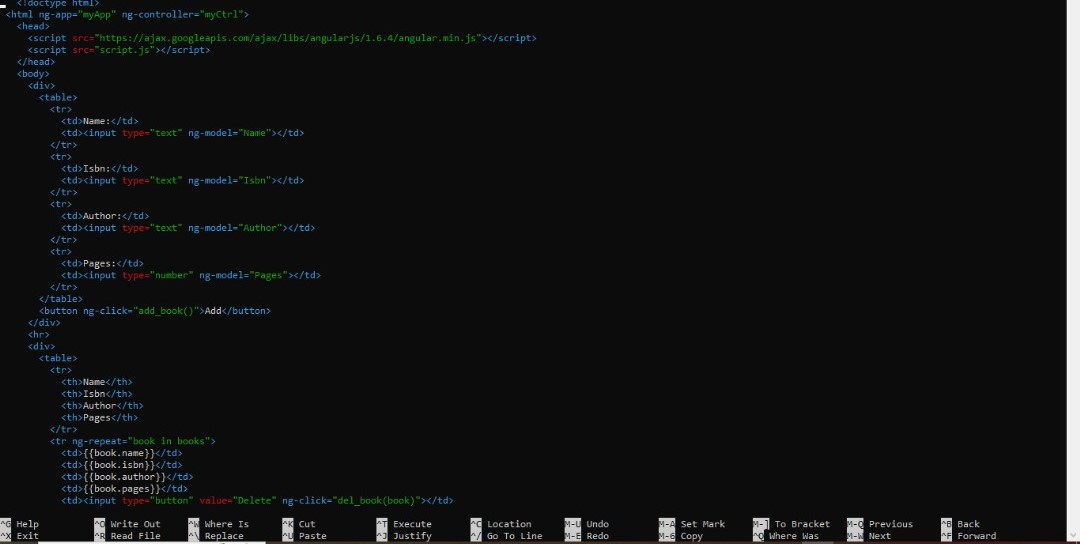 <!doctype html>
<html ng-app="myApp" ng-controller="myCtrl">
  <head>
    <script src="https://ajax.googleapis.com/ajax/libs/angularjs/1.6.4/angular.min.js"></script>
    <script src="script.js"></script>
  </head>
  <body>
    <div>
      <table>
        <tr>
          <td>Name:</td>
          <td><input type="text" ng-model="Name"></td>
        </tr>
        <tr>
          <td>Isbn:</td>
          <td><input type="text" ng-model="Isbn"></td>
        </tr>
        <tr>
          <td>Author:</td>
          <td><input type="text" ng-model="Author"></td>
        </tr>
        <tr>
          <td>Pages:</td>
          <td><input type="number" ng-model="Pages"></td>
        </tr>
      </table>
      <button ng-click="add_book()">Add</button>
    </div>
    <hr>
    <div>
      <table>
        <tr>
          <th>Name</th>
          <th>Isbn</th>
          <th>Author</th>
          <th>Pages</th>
        </tr>
        <tr ng-repeat="book in books">
          <td>{{book.name}}</td>
          <td>{{book.isbn}}</td>
          <td>{{book.author}}</td>
          <td>{{book.pages}}</td>
          <td><input type="button" value="Delete" ng-click="del_book(book)"></td>
^G Help ^O Write Out ^W Where Is ^K Cut ^T Execute ^C Location M-U Undo M-A Set Mark M-] To Bracket M-Q Previous ^B Back
^X Exit ^R Read File ^\ Replace ^U Paste ^J Justify ^/ Go To Line M-E Redo M-6 Copy ^Q Where Was M-W Next ^F Forward